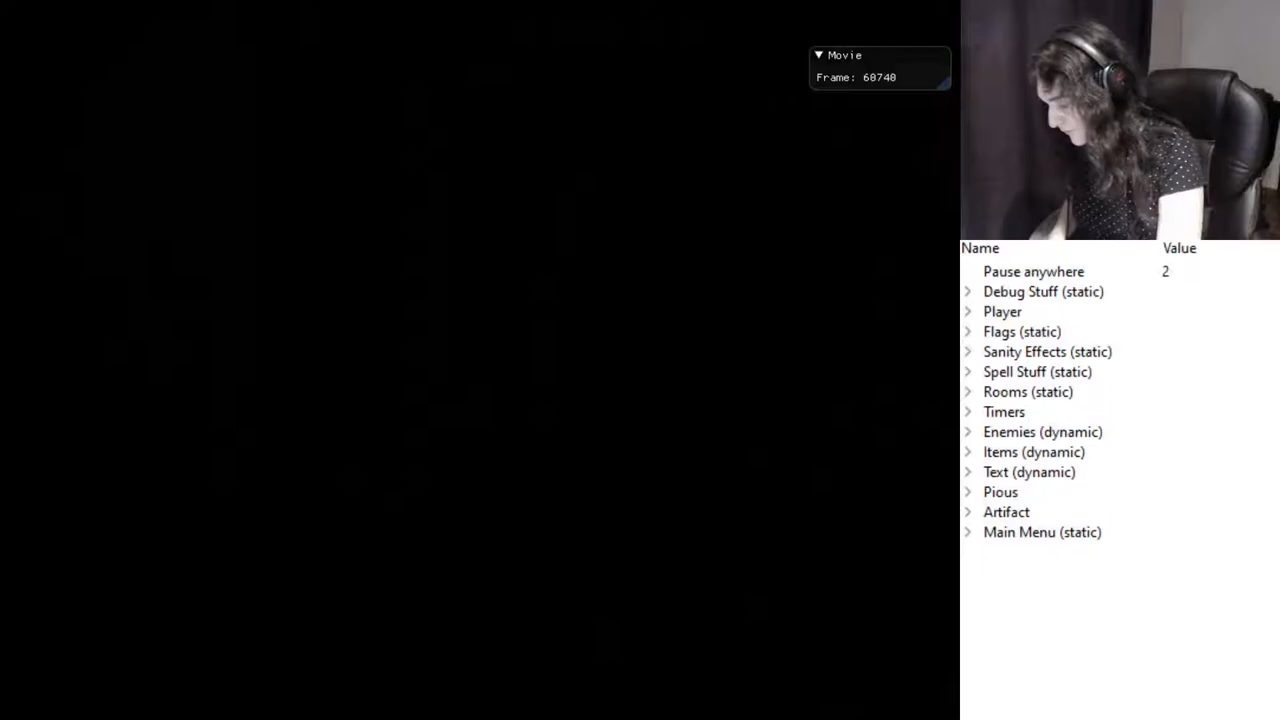 ▼ Movie
Frame: 60740
Name Value
Pause anywhere 2
Debug Stuff (static)
Player
Flags (static)
Sanity Effects (static)
Spell Stuff (static)
Rooms (static)
Timers
Enemies (dynamic)
Items (dynamic)
Text (dynamic)
Pious
Artifact
Main Menu (static)